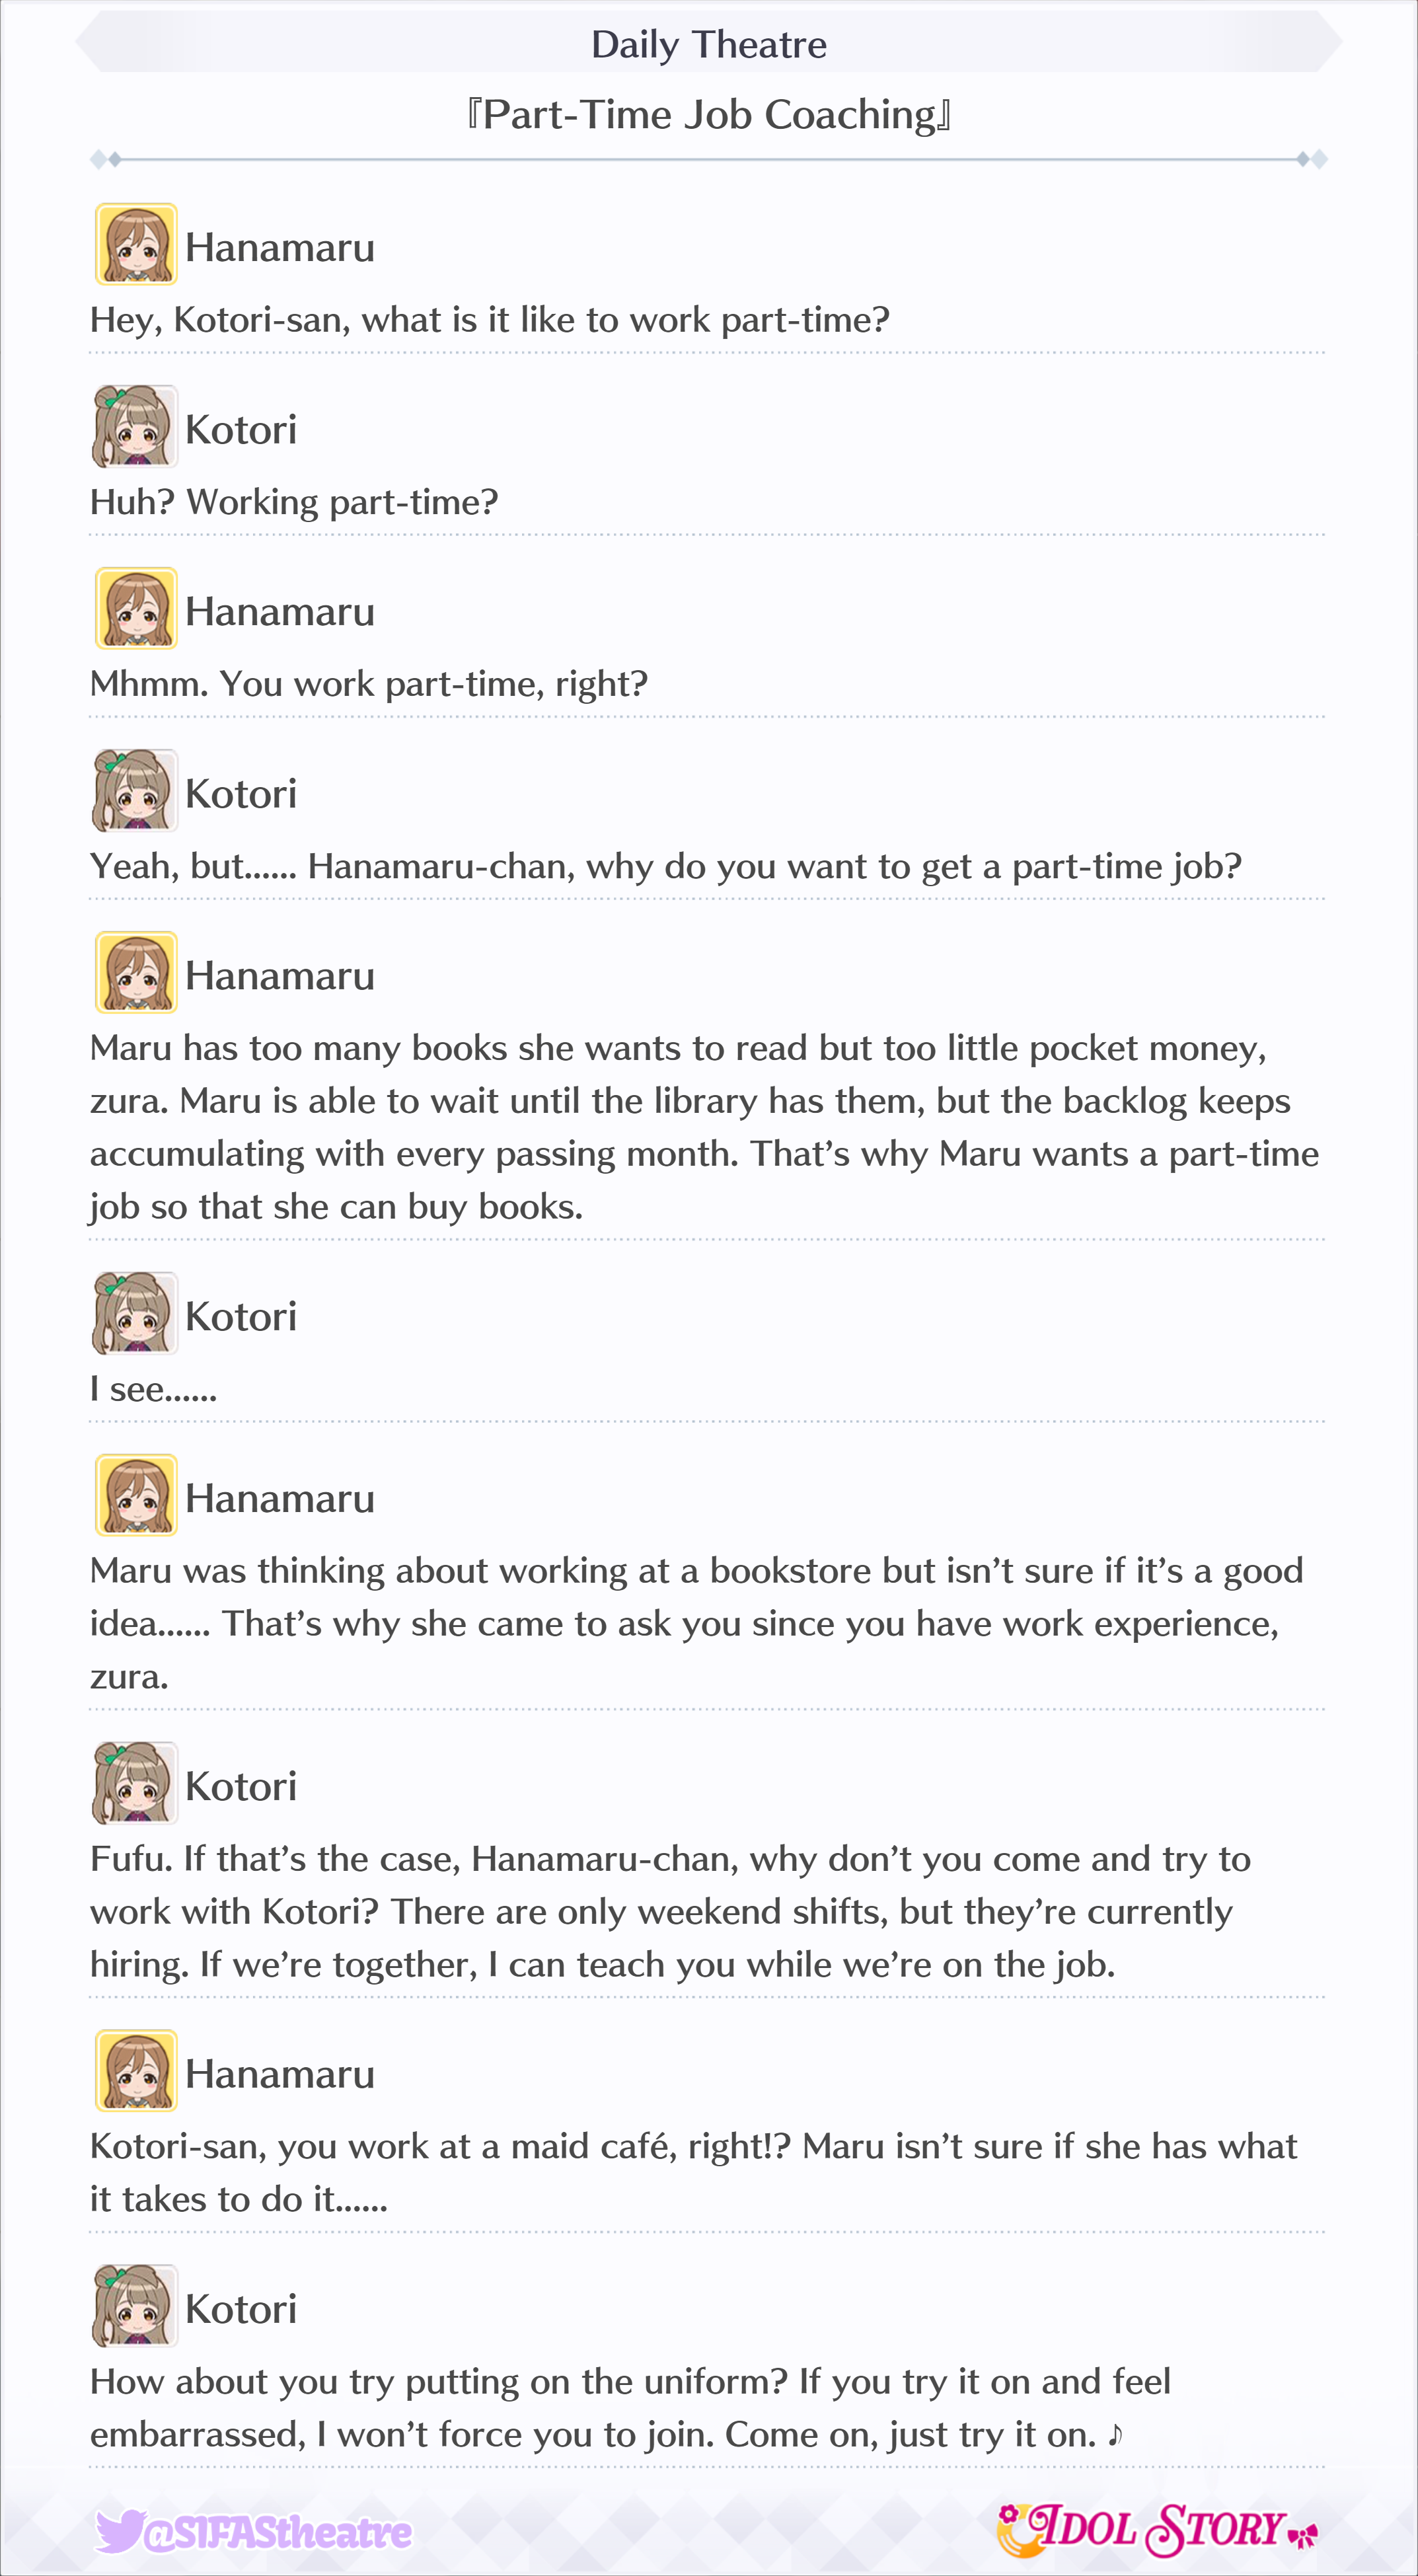 Daily Theatre
『Part-Time Job Coaching』
Hanamaru
Hey, Kotori-san, what is it like to work part-time?
Kotori
Huh? Working part-time?
Hanamaru
Mhmm. You work part-time, right?
Kotori
Yeah, but...... Hanamaru-chan, why do you want to get a part-time job?
Hanamaru
Maru has too many books she wants to read but too little pocket money,
zura. Maru is able to wait until the library has them, but the backlog keeps
accumulating with every passing month. That’s why Maru wants a part-time
job so that she can buy books.
Kotori
I see......
Hanamaru
Maru was thinking about working at a bookstore but isn’t sure if it’s a good
idea...... That’s why she came to ask you since you have work experience,
zura.
Kotori
Fufu. If that’s the case, Hanamaru-chan, why don’t you come and try to
work with Kotori? There are only weekend shifts, but they’re currently
hiring. If we’re together, I can teach you while we’re on the job.
Hanamaru
Kotori-san, you work at a maid café, right!? Maru isn’t sure if she has what
it takes to do it......
Kotori
How about you try putting on the uniform? If you try it on and feel
embarrassed, I won’t force you to join. Come on, just try it on. ♪
@SIFAStheatre
IDOL STORY